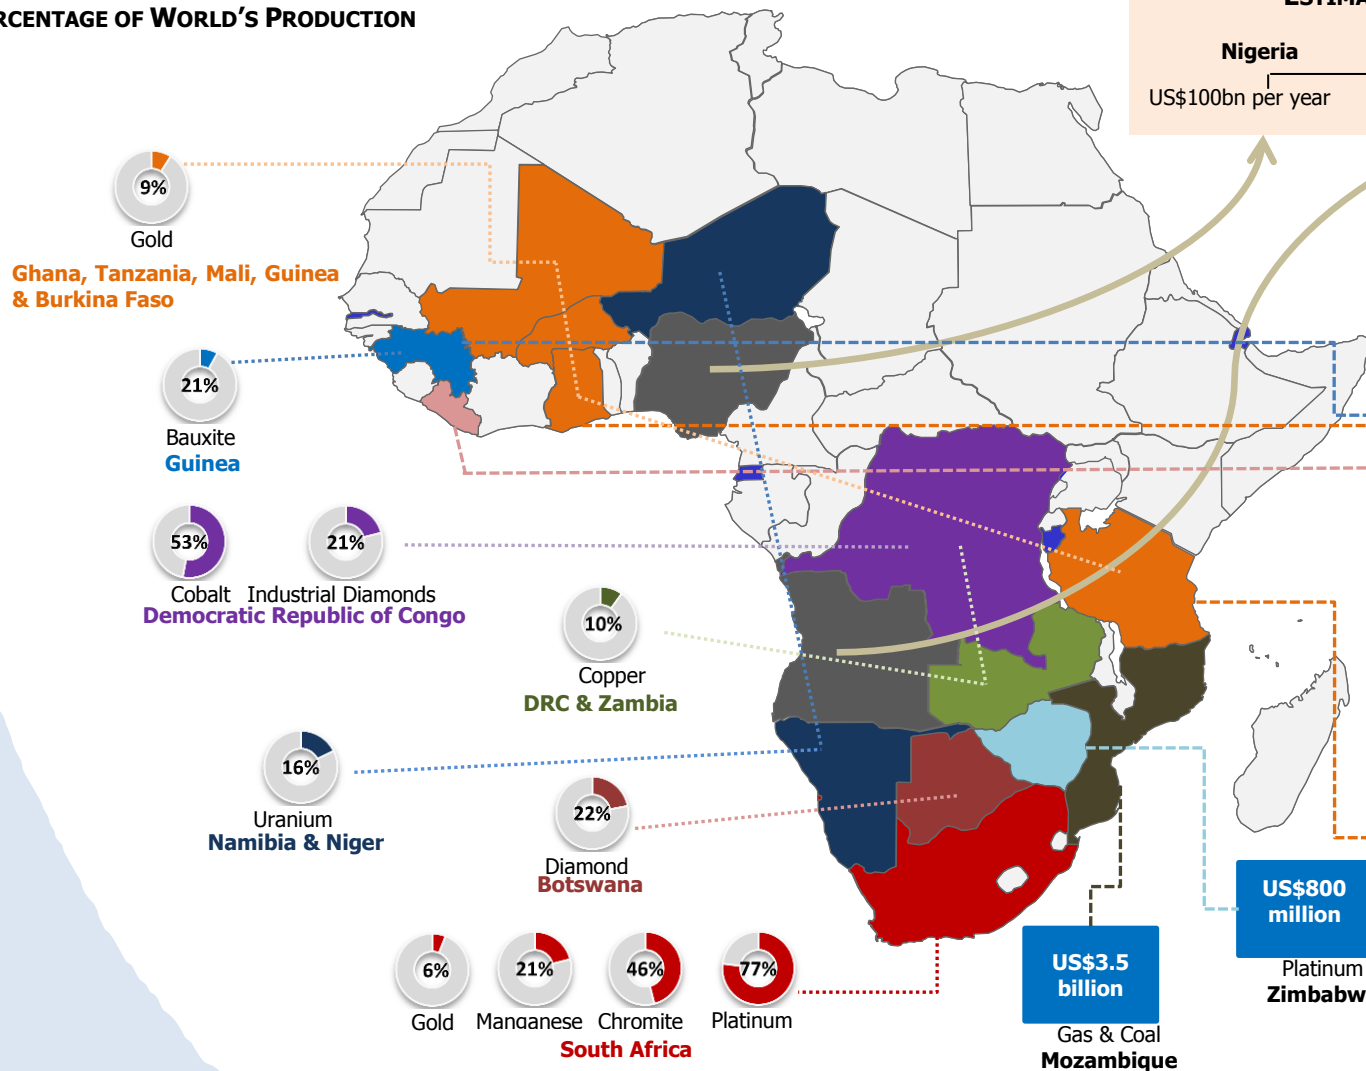 RCENTAGE OF WORLD'S PRODUCTION
ESTIMA
Nigeria
US$100bn per year
9%
Gold
Ghana, Tanzania, Mali, Guinea
& Burkina Faso
21%
Bauxite
Guinea
53%
21%
Cobalt Industrial Diamonds
Democratic Republic of Congo
10%
Copper
DRC & Zambia
16%
Uranium
Namibia & Niger
22%
Diamond
Botswana
6%
21%
46%
77%
Gold Manganese Chromite Platinum
South Africa
US$3.5
billion
Gas & Coal
Mozambique
US$800
million
Platinum
Zimbabw